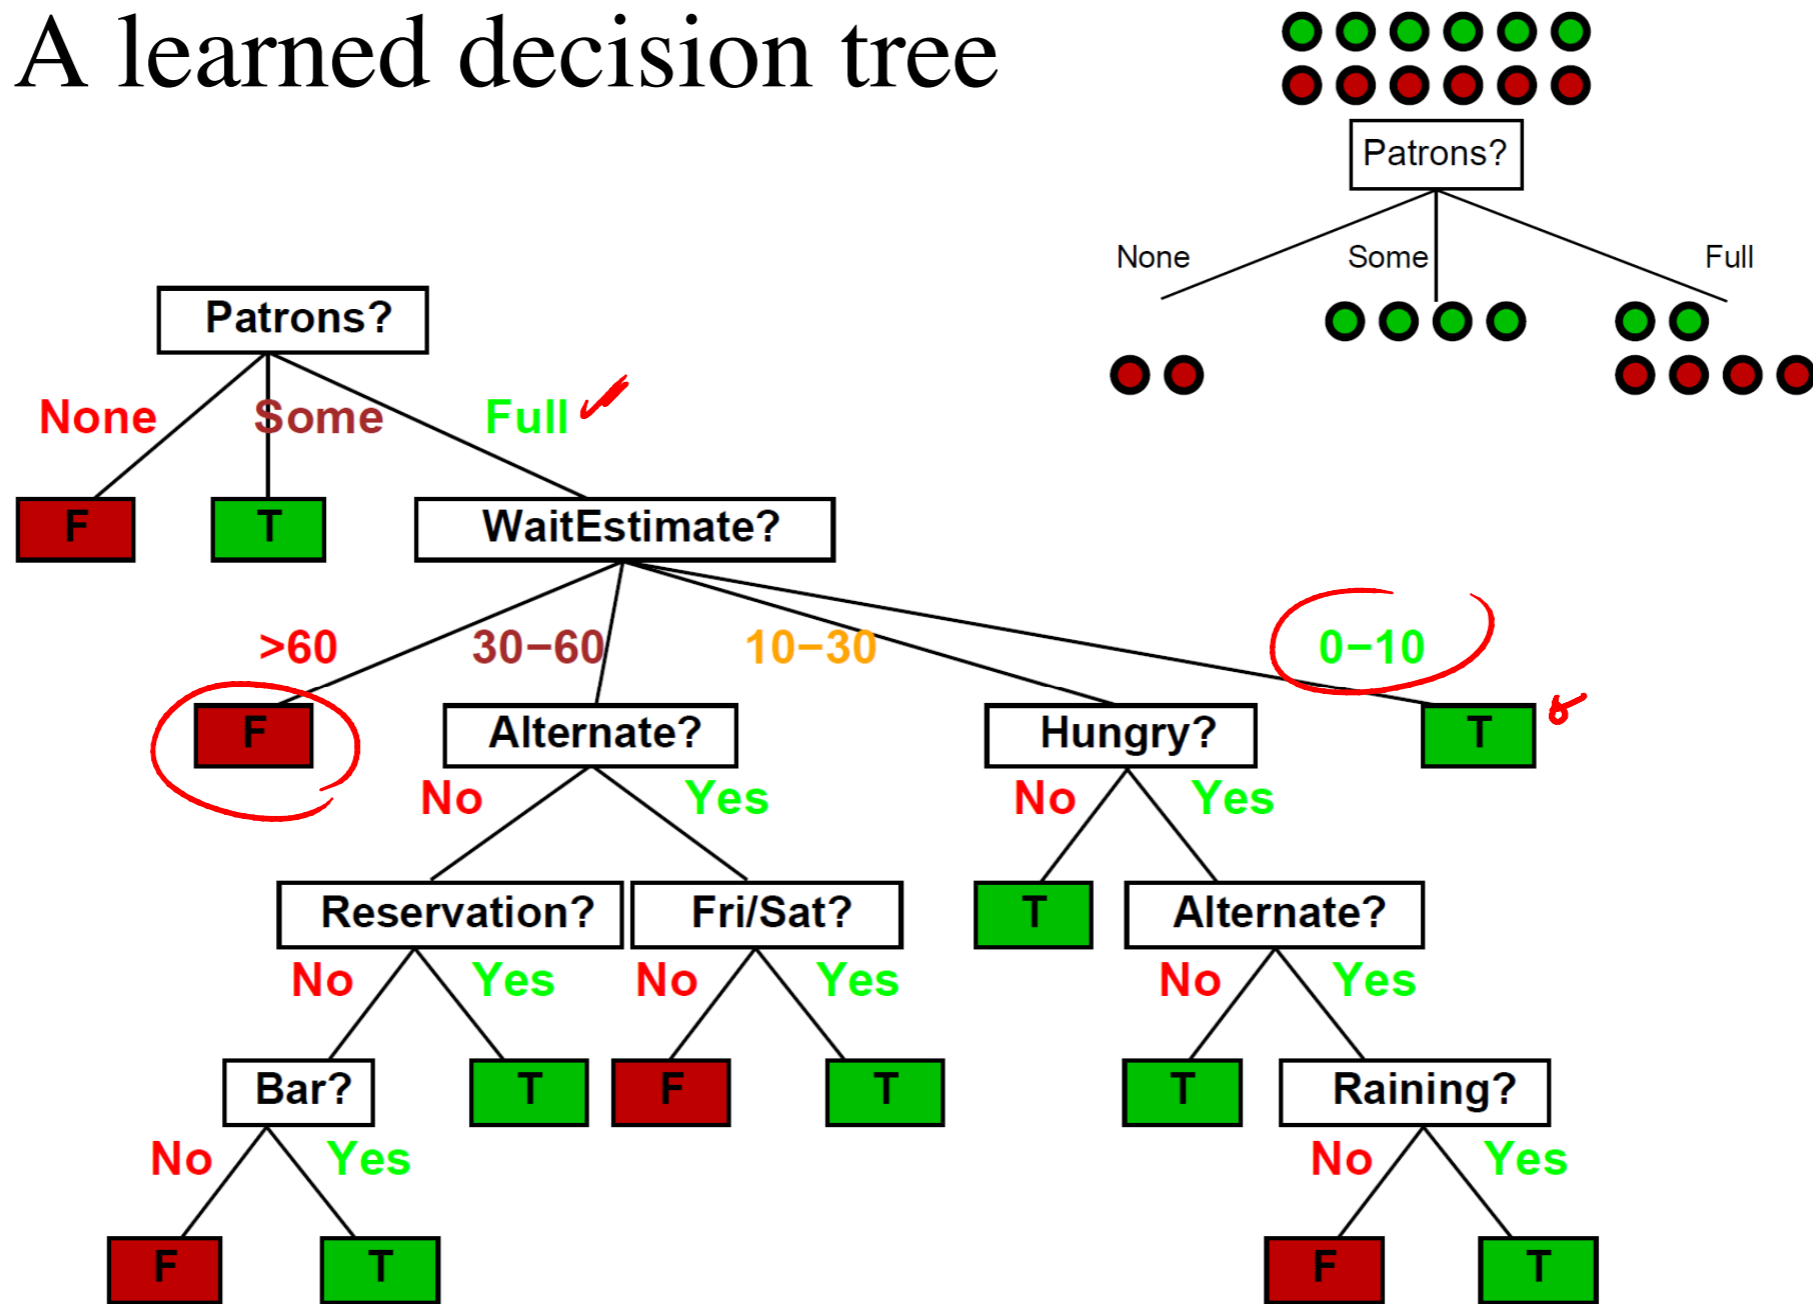 A learned decision tree
Patrons?
None Some Full
Patrons?
None Some Full
F T WaitEstimate?
>60 30−60 10−30 0−10
F Alternate? Hungry? T
No Yes No Yes
Reservation? Fri/Sat? T Alternate?
No Yes No Yes No Yes
Bar? T F T T Raining?
No Yes No Yes
F T F T